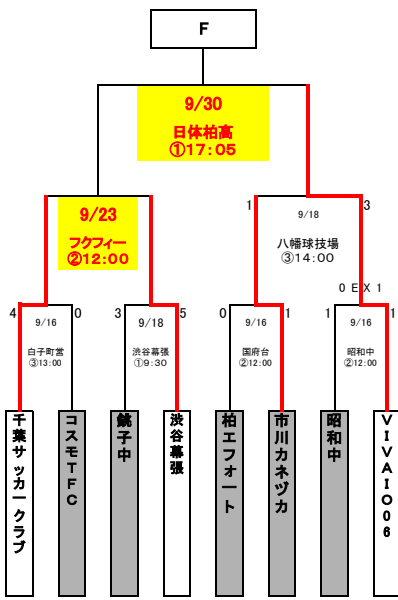 F
9/30
日体柏高
①17:05
9/23
フクフィー
②12:00
1
9/18
3
八幡球技場
③14:00
0 EX 1
4
9/16
0
白子町営
③13:00
3
9/18
5
渋谷幕張
①9:30
0
9/16
1
国府台
②12:00
1
9/16
1
昭和中
②12:00
千葉サッカークラブ
コスモTFC
銚子中
渋谷幕張
柏エフォート
市川カネヅカ
昭和中
VIVAIO06